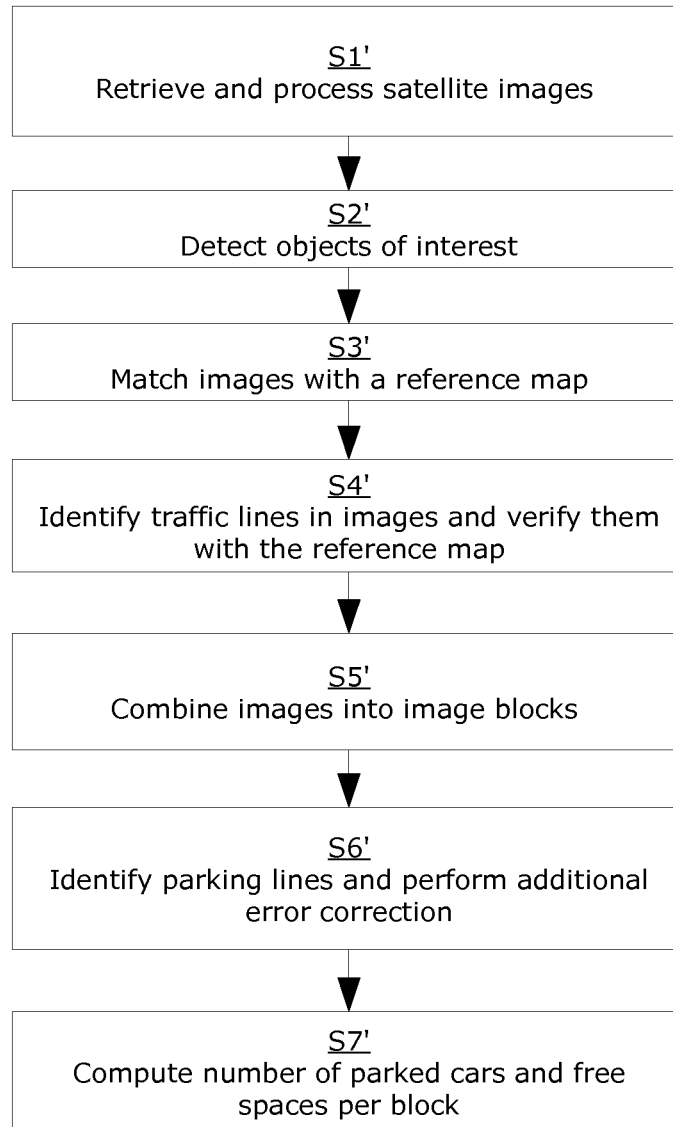 S1'
Retrieve and process satellite images
S2'
Detect objects of interest
S3'
Match images with a reference map
S4'
Identify traffic lines in images and verify them
with the reference map
S5'
Combine images into image blocks
S6'
Identify parking lines and perform additional
error correction
S7'
Compute number of parked cars and free
spaces per block